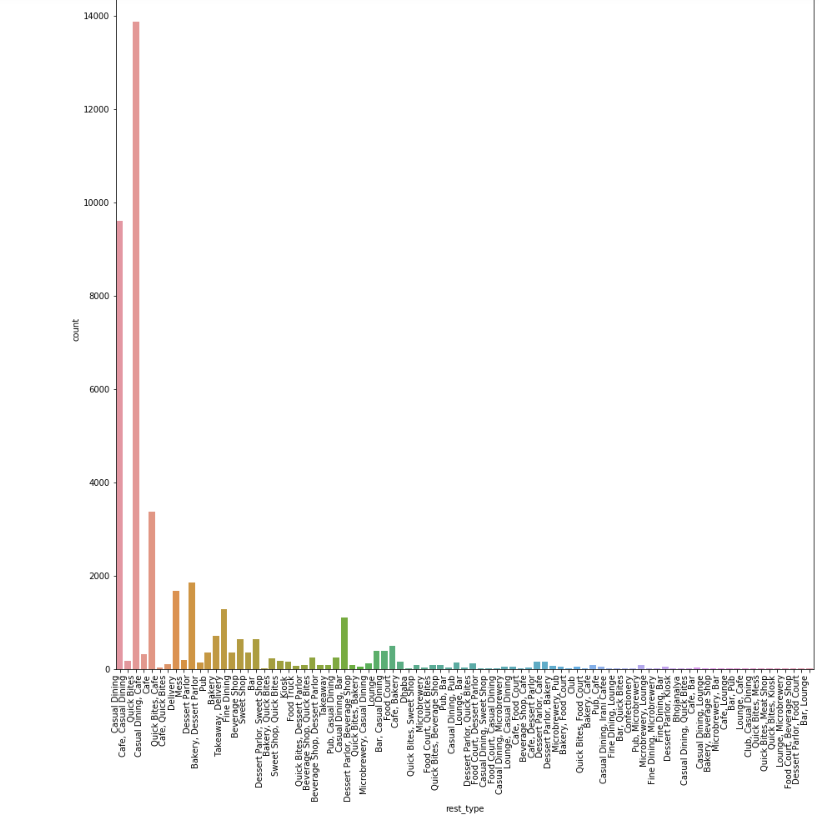 14000
12000
10000
8000
6000
4000
2000
0
count
Casual Dining
Cafe, Casual Dining
Quick Bites
Casual Dining, Cafe
Cafe
Quick Bites, Cafe
Cafe, Quick Bites
Delivery
Mess
Dessert Parlor
Bakery, Dessert Parlor
Pub
Bakery
Takeaway, Delivery
Fine Dining
Beverage Shop
Sweet Shop
Bar
Dessert Parlor, Sweet Shop
Bakery, Quick Bites
Sweet Shop, Quick Bites
Kiosk
Food Truck
Quick Bites, Dessert Parlor
Beverage Shop, Quick Bites
Beverage Shop, Dessert Parlor
Takeaway
Pub, Casual Dining
Casual Dining, Bar
Dessert Parlor, Beverage Shop
Quick Bites, Bakery
Microbrewery, Casual Dining
Lounge
Bar, Casual Dining
Food Court
Cafe, Bakery
Dhaba
Quick Bites, Sweet Shop
Microbrewery
Food Court, Quick Bites
Quick Bites, Beverage Shop
Pub, Bar
Casual Dining, Pub
Lounge, Bar
Dessert Parlor, Quick Bites
Food Court, Dessert Parlor
Casual Dining, Sweet Shop
Food Court, Casual Dining
Casual Dining, Microbrewery
Lounge, Casual Dining
Cafe, Food Court
Beverage Shop, Cafe
Cafe, Dessert Parlor
Dessert Parlor, Cafe
Dessert Parlor, Bakery
Microbrewery, Pub
Bakery, Food Court
Club
Quick Bites, Food Court
Bakery, Cafe
Pub, Cafe
Casual Dining, Irani Cafee
Fine Dining, Lounge
Bar, Quick Bites
Confectionery
Pub, Microbrewery
Microbrewery, Lounge
Fine Dining, Microbrewery
Fine Dining, Bar
Dessert Parlor, Kiosk
Bhojanalya
Casual Dining, Quick Bites
Cafe, Bar
Casual Dining, Lounge
Bakery, Beverage Shop
Microbrewery, Bar
Cafe, Lounge
Bar, Pub
Lounge, Cafe
Club, Casual Dining
Quick Bites, Mess
Quick Bites, Meat Shop
Quick Bites, Kiosk
Lounge, Microbrewery
Food Court, Beverage Shop
Dessert Parlor, Food Court
Bar, Lounge
rest_type